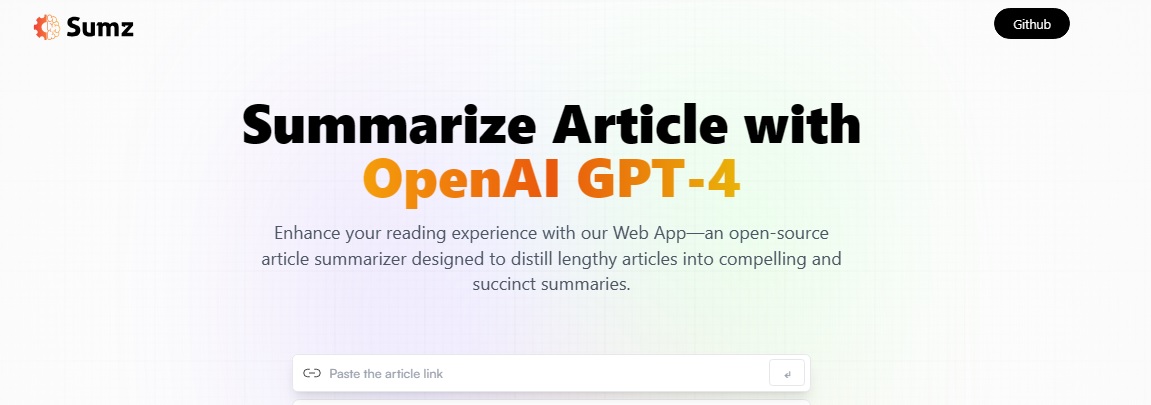 Sumz
Github
Summarize Article with
OpenAI GPT-4
Enhance your reading experience with our Web App—an open-source
article summarizer designed to distill lengthy articles into compelling and
succinct summaries.
Paste the article link